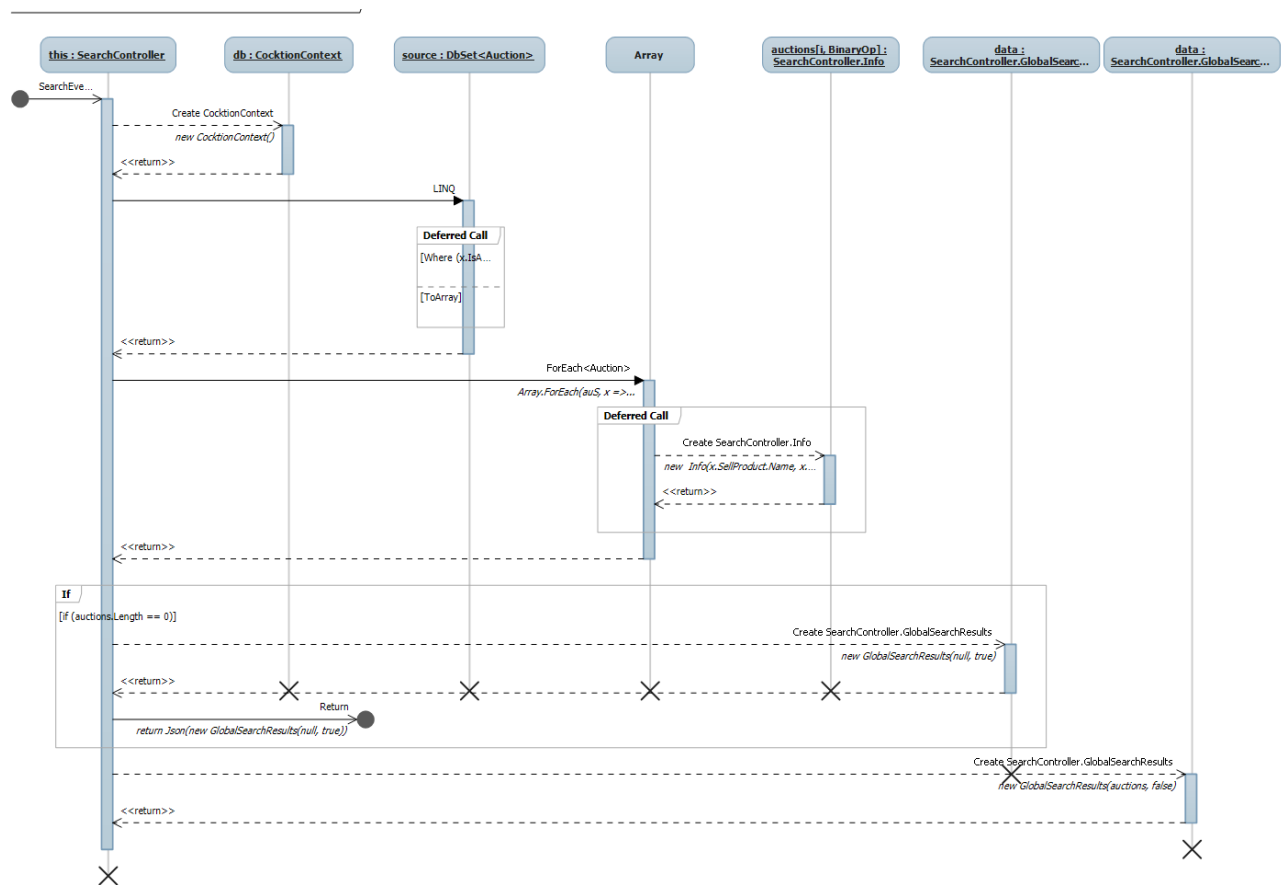 this : SearchController
db : CocktionContext
source : DbSet<Auction>
Array
auctions[i, BinaryOp] :
SearchController.Info
data :
SearchController.GlobalSearc...
data :
SearchController.GlobalSearc...
SearchEve...
Create CocktionContext
new CocktionContext()
<<return>>
LINQ
Deferred Call
[Where (x.IsA...
[ToArray]
<<return>>
ForEach<Auction>
Array.ForEach(auS, x =>...
Deferred Call
Create SearchController.Info
new Info(x.SellProduct.Name, x....
<<return>>
<<return>>
If
[if (auctions.Length == 0)]
Create SearchController.GlobalSearchResults
new GlobalSearchResults(null, true)
<<return>>
Return
return Json(new GlobalSearchResults(null, true))
Create SearchController.GlobalSearchResults
new GlobalSearchResults(auctions, false)
<<return>>